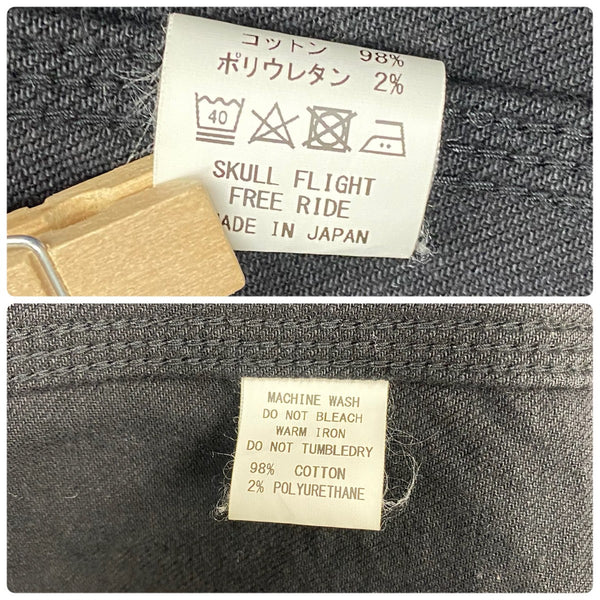 コットン 98%
ポリウレタン 2%
40
SKULL FLIGHT
FREE RIDE
MADE IN JAPAN
MACHINE WASH
DO NOT BLEACH
WARM IRON
DO NOT TUMBLEDRY
98% COTTON
2% POLYURETHANE